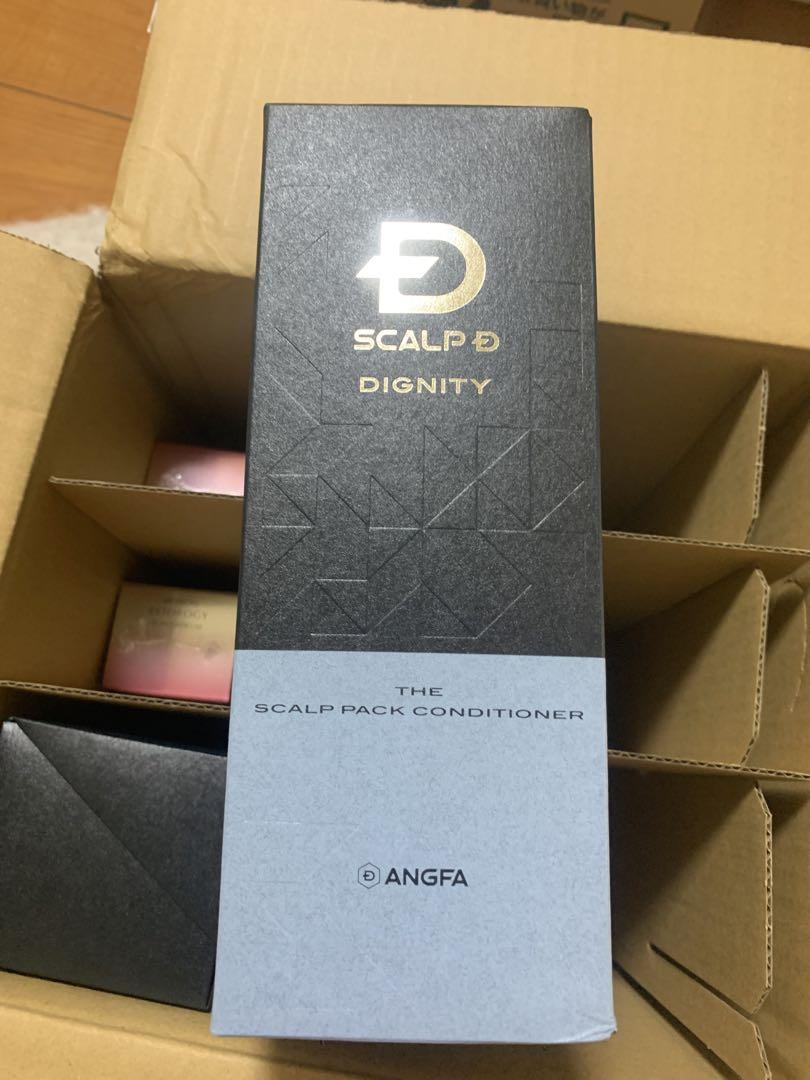 SCALP D
DIGNITY
THE
SCALP PACK CONDITIONER
ANGFA